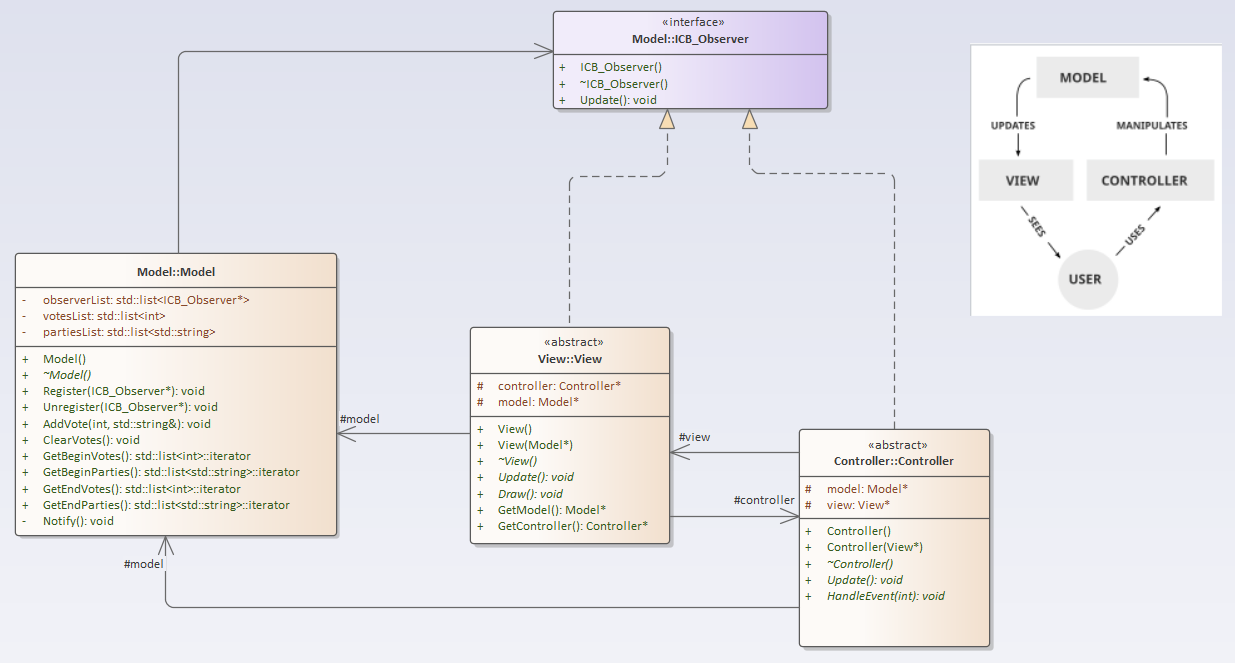 «interface»
Model::ICB_Observer
+ ICB_Observer()
+ ~ICB_Observer()
+ Update(): void
MODEL
UPDATES
MANIPULATES
VIEW
CONTROLLER
SEES
USES
USER
Model::Model
- observerList: std::list<ICB_Observer*>
- votesList: std::list<int>
- partiesList: std::list<std::string>
+ Model()
+ ~Model()
+ Register(ICB_Observer*): void
+ Unregister(ICB_Observer*): void
+ AddVote(int, std::string&): void
+ ClearVotes(): void
+ GetBeginVotes(): std::list<int>::iterator
+ GetBeginParties(): std::list<std::string>::iterator
+ GetEndVotes(): std::list<int>::iterator
+ GetEndParties(): std::list<std::string>::iterator
- Notify(): void
#model
«abstract»
View::View
# controller: Controller*
# model: Model*
+ View()
+ View(Model*)
+ ~View()
+ Update(): void
+ Draw(): void
+ GetModel(): Model*
+ GetController(): Controller*
#view
#controller
«abstract»
Controller::Controller
# model: Model*
# view: View*
+ Controller()
+ Controller(View*)
+ ~Controller()
+ Update(): void
+ HandleEvent(int): void
#model